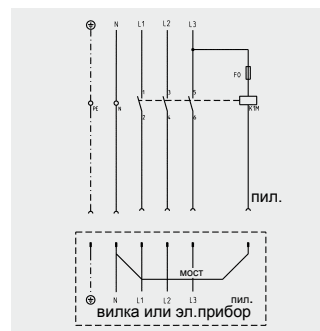 N L1 L2 L3
F0
1 3 5
PE N K1M
2 4 6
пил.
мост
N L1 L2 L3 пил.
вилка или эл.прибор